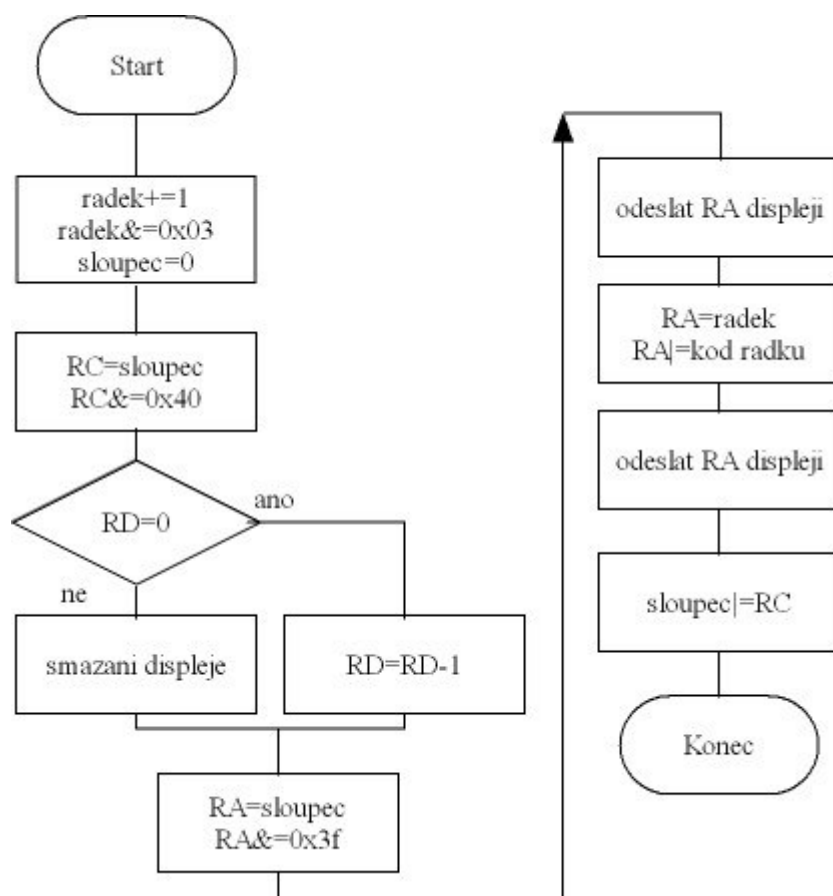 Start
radek+=1
radek&=0x03
sloupec=0
RC=sloupec
RC&=0x40
RD=0
ano
ne
smazani displeje
RD=RD-1
RA=sloupec
RA&=0x3f
odeslat RA displeji
RA=radek
RA|=kod radku
odeslat RA displeji
sloupec|=RC
Konec